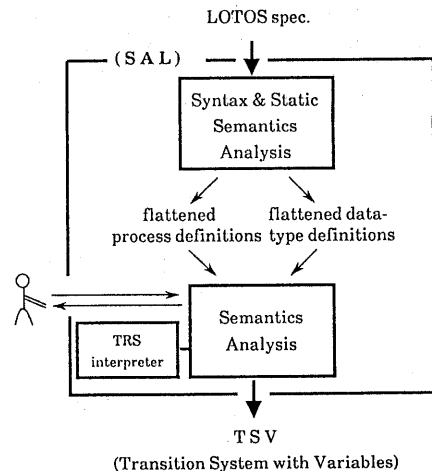 LOTOS spec.
(SAL)
Syntax & Static
Semantics
Analysis
flattened
process definitions
flattened data-
type definitions
Semantics
Analysis
TRS
interpreter
TSV
(Transition System with Variables)